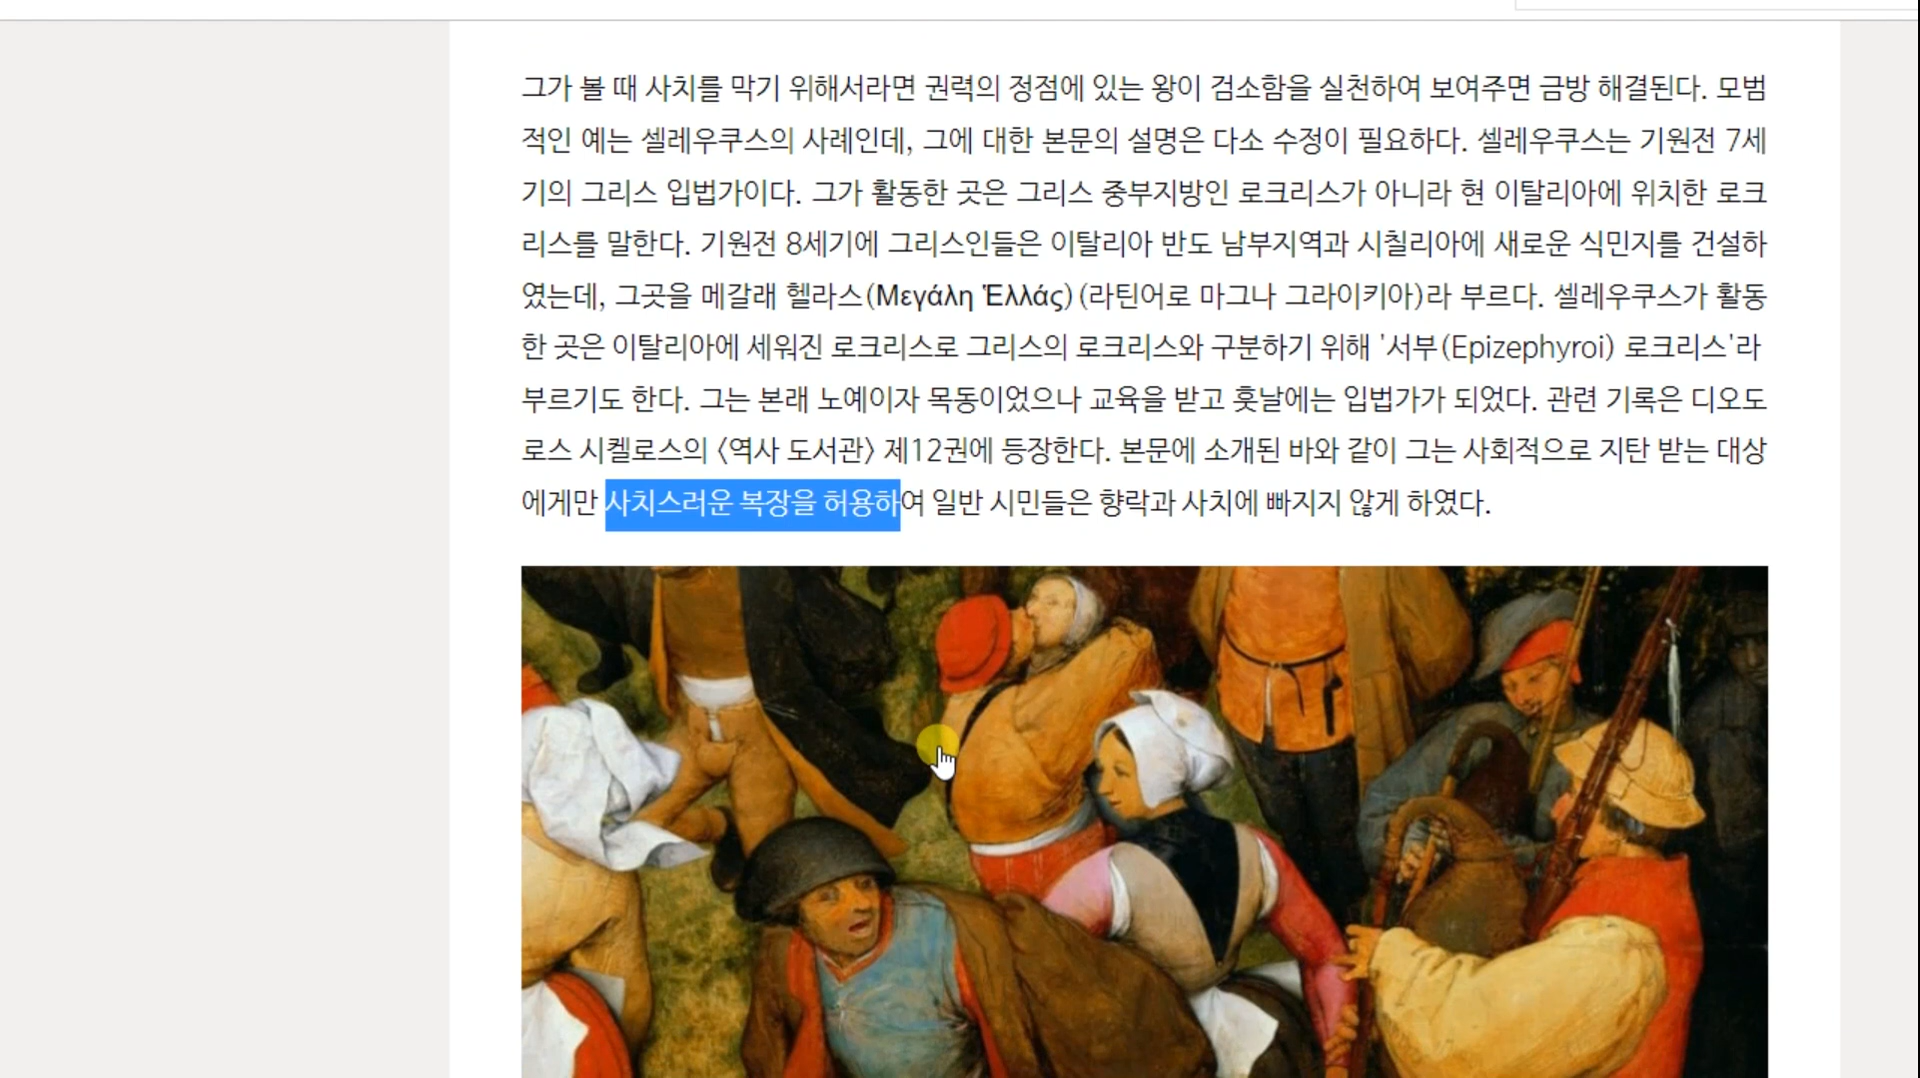 그가 볼 때 사치를 막기 위해서라면 권력의 정점에 있는 왕이 검소함을 실천하여 보여주면 금방 해결된다. 모범
적인 예는 셀레우쿠스의 사례인데, 그에 대한 본문의 설명은 다소 수정이 필요하다. 셀레우쿠스는 기원전 7세
기의 그리스 입법가이다. 그가 활동한 곳은 그리스 중부지방인 로크리스가 아니라 현 이탈리아에 위치한 로크
리스를 말한다. 기원전 8세기에 그리스인들은 이탈리아 반도 남부지역과 시칠리아에 새로운 식민지를 건설하
였는데, 그곳을 메갈래 헬라스(Μεγάλη Ἑλλάς)(라틴어로 마그나 그라이키아)라 부르다. 셀레우쿠스가 활동
한 곳은 이탈리아에 세워진 로크리스로 그리스의 로크리스와 구분하기 위해 '서부(Epizephyroi) 로크리스'라
부르기도 한다. 그는 본래 노예이자 목동이었으나 교육을 받고 훗날에는 입법가가 되었다. 관련 기록은 디오도
로스 시켈로스의 〈역사 도서관〉 제12권에 등장한다. 본문에 소개된 바와 같이 그는 사회적으로 지탄 받는 대상
에게만 사치스러운 복장을 허용하여 일반 시민들은 향락과 사치에 빠지지 않게 하였다.